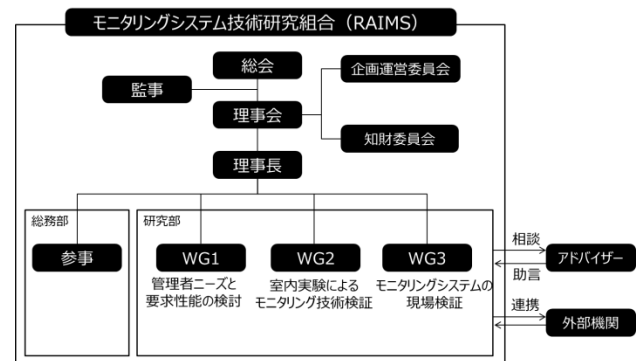 モニタリングシステム技術研究組合（RAIMS）
総会
企画運営委員会
監事
理事会
知財委員会
理事長
総務部
研究部
参事
WG1
WG2
WG3
管理者ニーズと
要求性能の検討
室内実験による
モニタリング技術検証
モニタリングシステムの
現場検証
相談
助言
アドバイザー
連携
外部機関